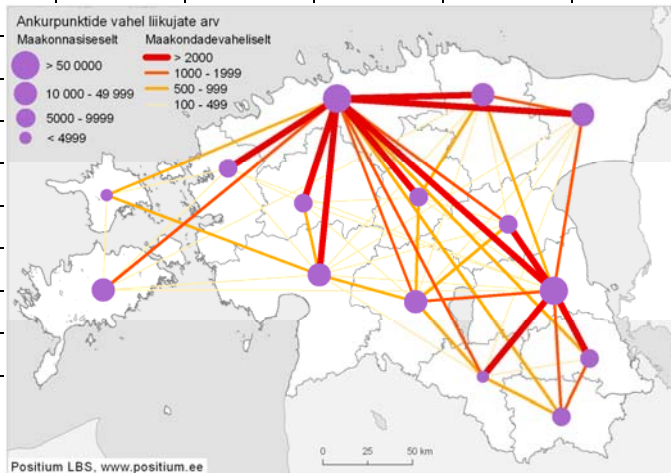 Ankurpunktide vahel liikujate arv
Maakonnasiseselt
Maakondadevaheliselt
> 50 0000
10 000 - 49 999
5000 - 9999
< 4999
> 2000
1000 - 1999
500 - 999
100 - 499
0 25 50 km
Positium LBS, www.positium.ee